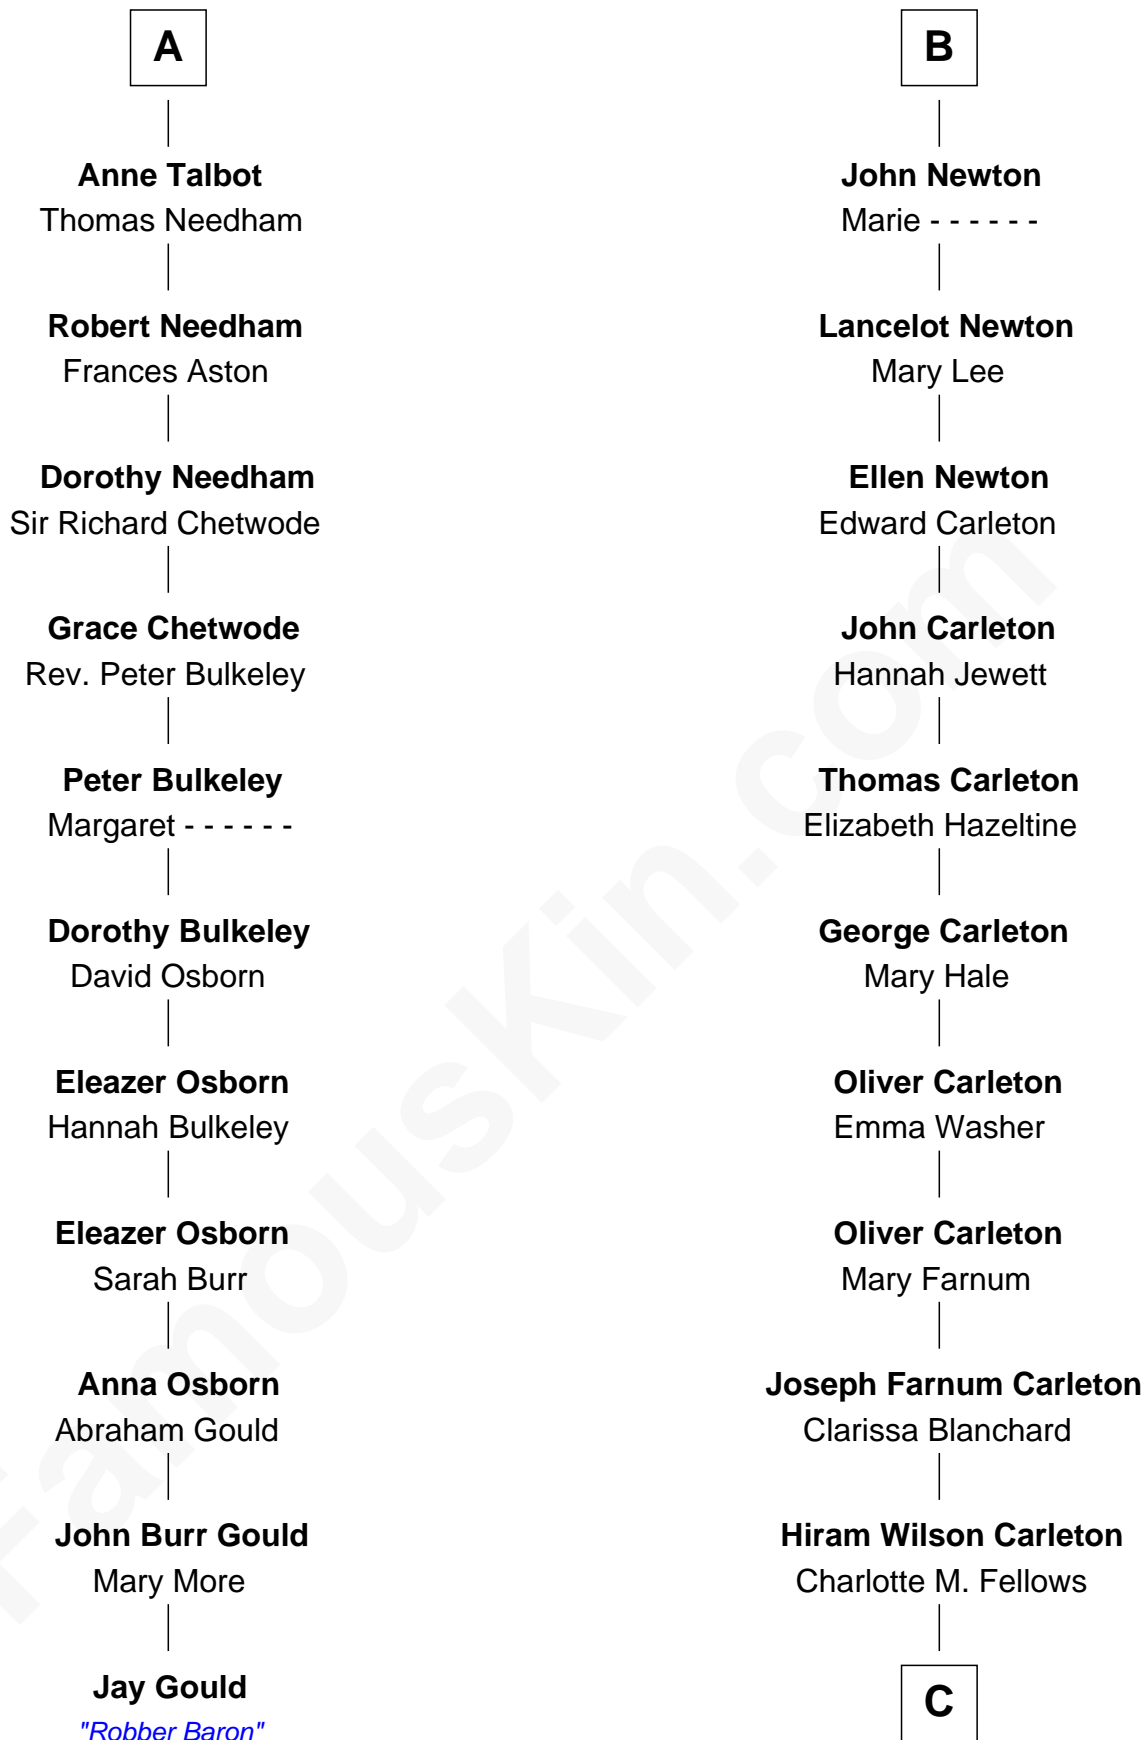 A
Anne Talbot
Thomas Needham
Robert Needham
Frances Aston
Dorothy Needham
Sir Richard Chetwode
Grace Chetwode
Rev. Peter Bulkeley
Peter Bulkeley
Margaret - - - - - -
Dorothy Bulkeley
David Osborn
Eleazer Osborn
Hannah Bulkeley
Eleazer Osborn
Sarah Burr
Anna Osborn
Abraham Gould
John Burr Gould
Mary More
Jay Gould
"Robber Baron"
B
John Newton
Marie - - - - - -
Lancelot Newton
Mary Lee
Ellen Newton
Edward Carleton
John Carleton
Hannah Jewett
Thomas Carleton
Elizabeth Hazeltine
George Carleton
Mary Hale
Oliver Carleton
Emma Washer
Oliver Carleton
Mary Farnum
Joseph Farnum Carleton
Clarissa Blanchard
Hiram Wilson Carleton
Charlotte M. Fellows
C
FamousKin.com